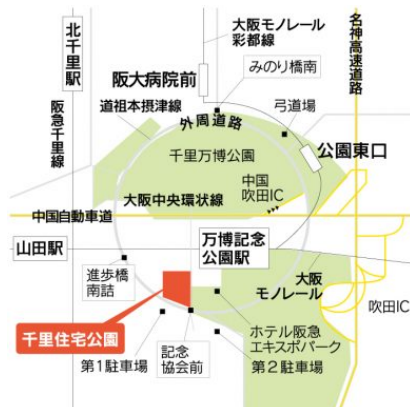 大阪モノレール
彩都線
北千里駅
阪急千里線
阪大病院前
みのり橋南
名神高速道路
道祖本摂津線
外周道路
弓道場
千里万博公園
公園東口
大阪中央環状線
中国
吹田IC
中国自動車道
山田駅
万博記念
公園駅
進歩橋
南詰
大阪
モノレール
吹田IC
千里住宅公園
第1駐車場
記念
協会前
ホテル阪急
エキスポパーク
第2駐車場